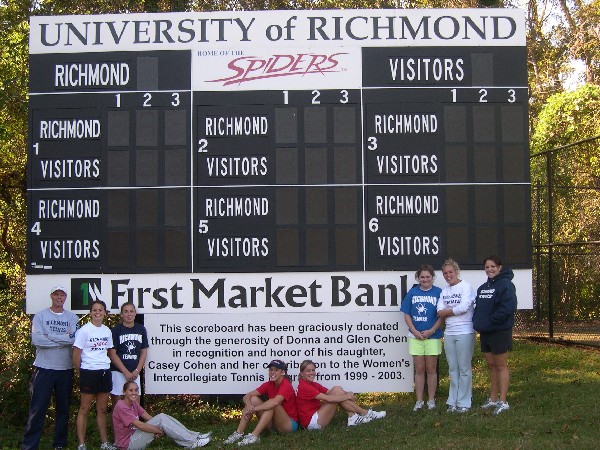 UNIVERSITY of RICHMOND
HOME OF THE
SPIDERS
RICHMOND
VISITORS
1 2 3
1 2 3
1 2 3
RICHMOND
1
VISITORS
RICHMOND
2
VISITORS
RICHMOND
3
VISITORS
RICHMOND
4
VISITORS
RICHMOND
5
VISITORS
RICHMOND
6
VISITORS
First Market Bank
This scoreboard has been graciously donated
through the generosity of Donna and Glen Cohen
in recognition and honor of his daughter,
Casey Cohen and her contribution to the Women's
Intercollegiate Tennis from 1999 - 2003.